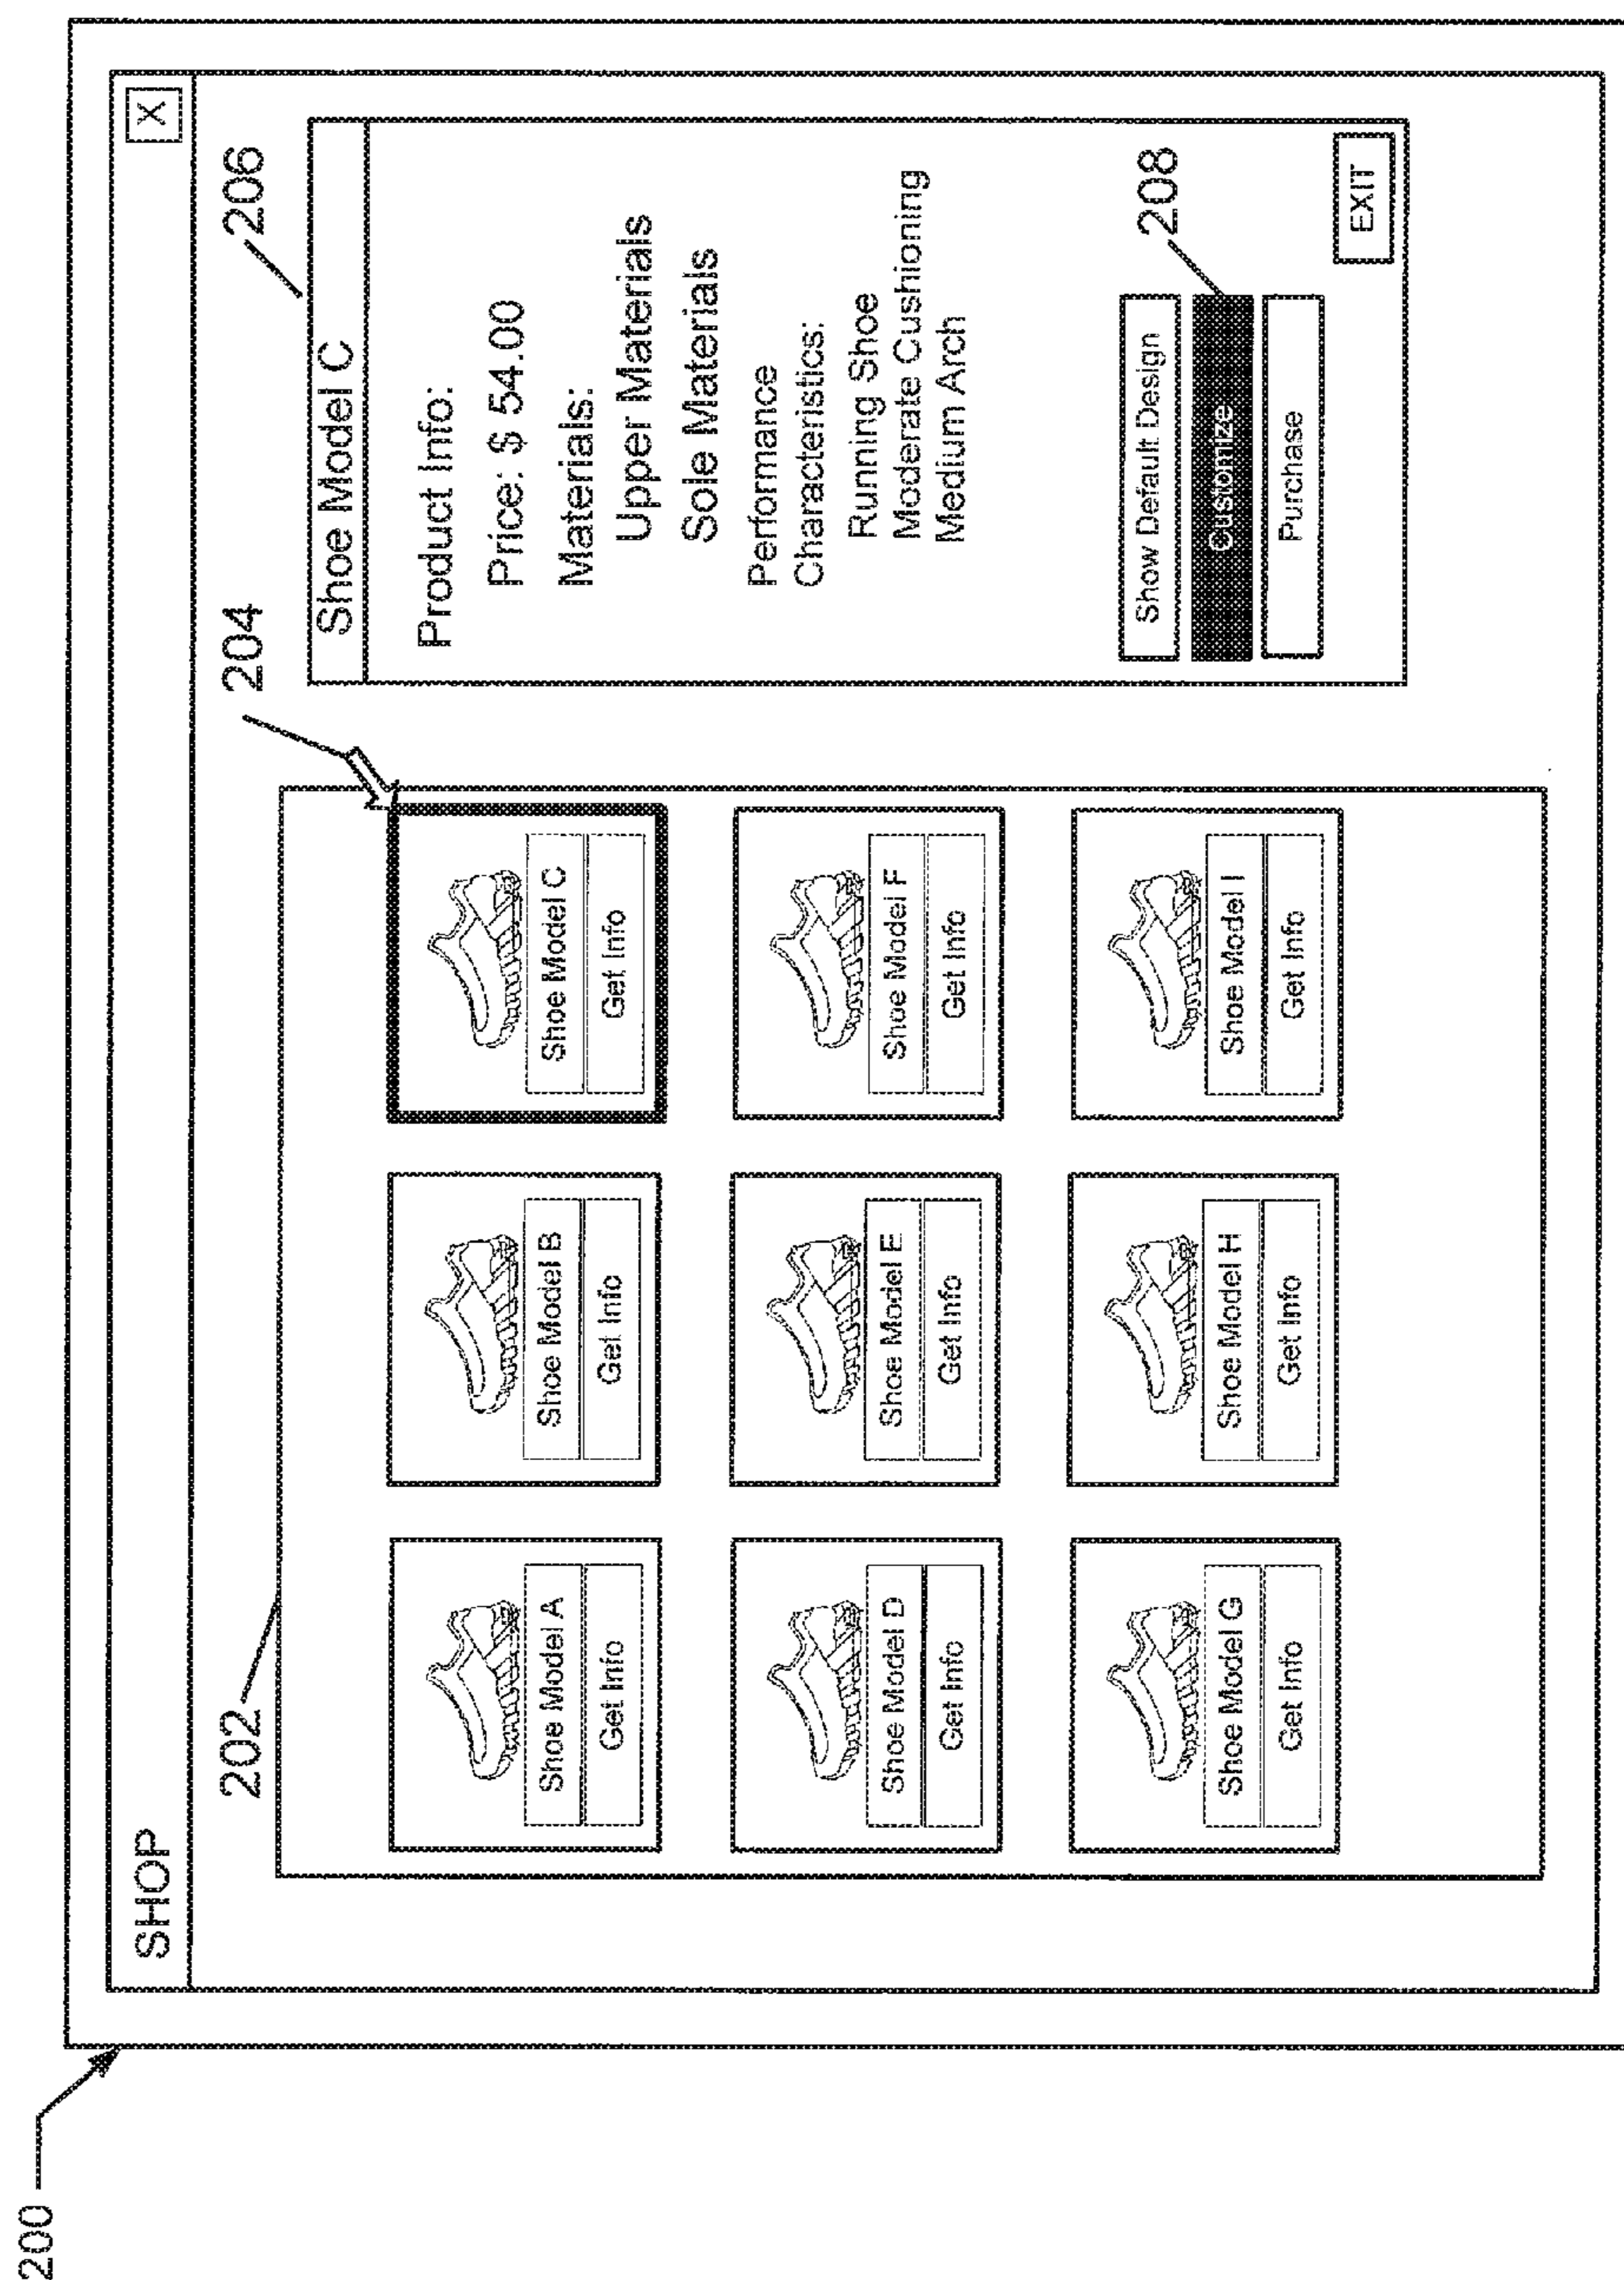 200
SHOP
X
202
204
206
Shoe Model A
Get Info
Shoe Model B
Get Info
Shoe Model C
Get Info
Shoe Model D
Get Info
Shoe Model E
Get Info
Shoe Model F
Get Info
Shoe Model G
Get Info
Shoe Model H
Get Info
Shoe Model I
Get Info
Shoe Model C
Product Info:
Price: $ 54.00
Materials:
Upper Materials
Sole Materials
Performance
Characteristics:
Running Shoe
Moderate Cushioning
Medium Arch
208
Show Default Design
Customize
Purchase
EXIT